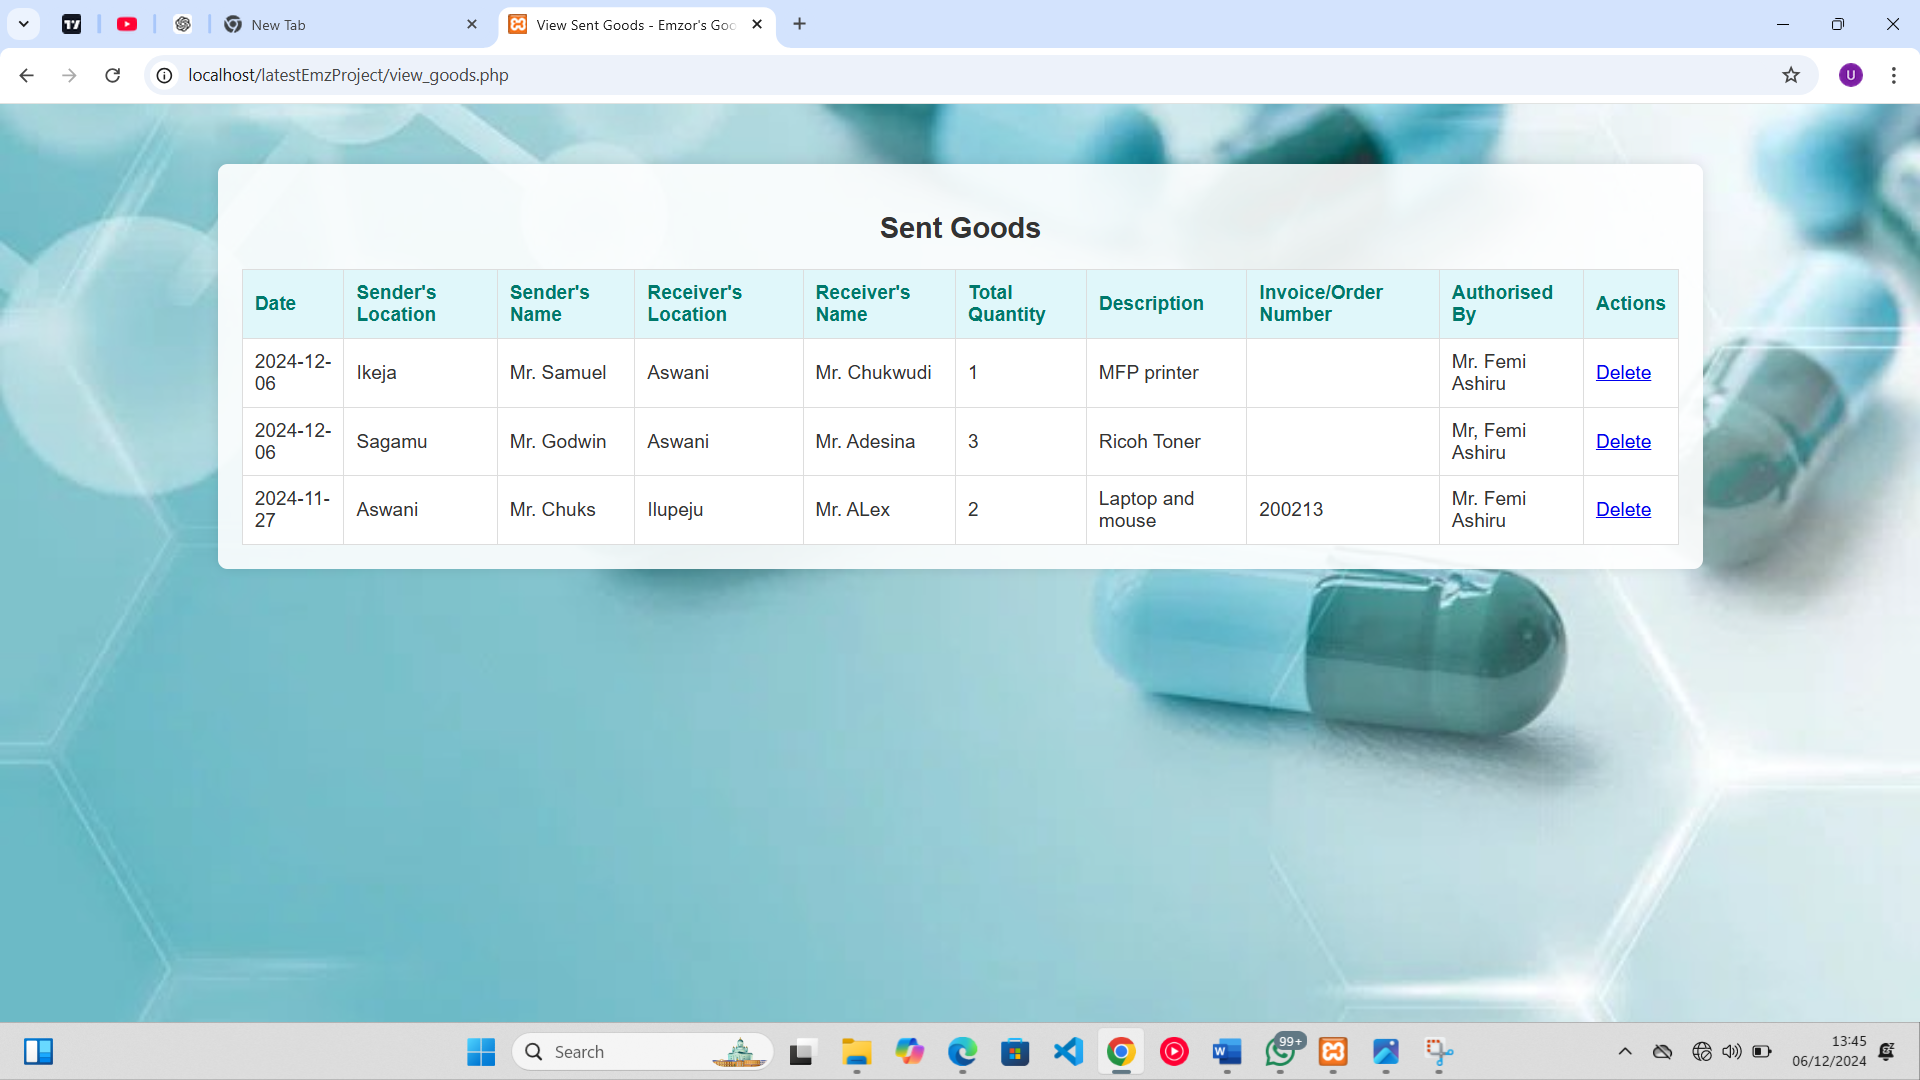 New Tab
View Sent Goods - Emzor's Goo
localhost/latestEmzProject/view_goods.php
U
Sent Goods
Date
Sender's
Location
Sender's
Name
Receiver's
Location
Receiver's
Name
Total
Quantity
Description
Invoice/Order
Number
Authorised
By
Actions
2024-12-
06
Ikeja
Mr. Samuel
Aswani
Mr. Chukwudi
1
MFP printer
Mr. Femi
Ashiru
Delete
2024-12-
06
Sagamu
Mr. Godwin
Aswani
Mr. Adesina
3
Ricoh Toner
Mr, Femi
Ashiru
Delete
2024-11-
27
Aswani
Mr. Chuks
Ilupeju
Mr. ALex
2
Laptop and
mouse
200213
Mr. Femi
Ashiru
Delete
Search
99+
13:45
06/12/2024